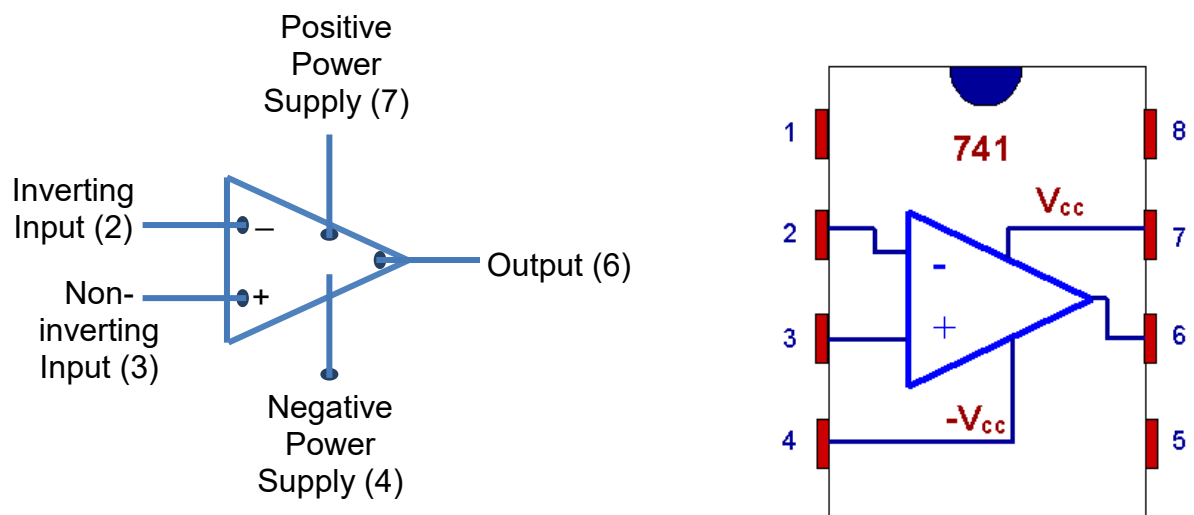 Positive
Power
Supply (7)
Inverting
Input (2)
–
Non-
inverting
Input (3)
+
Output (6)
Negative
Power
Supply (4)
741
1
8
2
7
Vcc
-
3
6
+
4
5
-Vcc